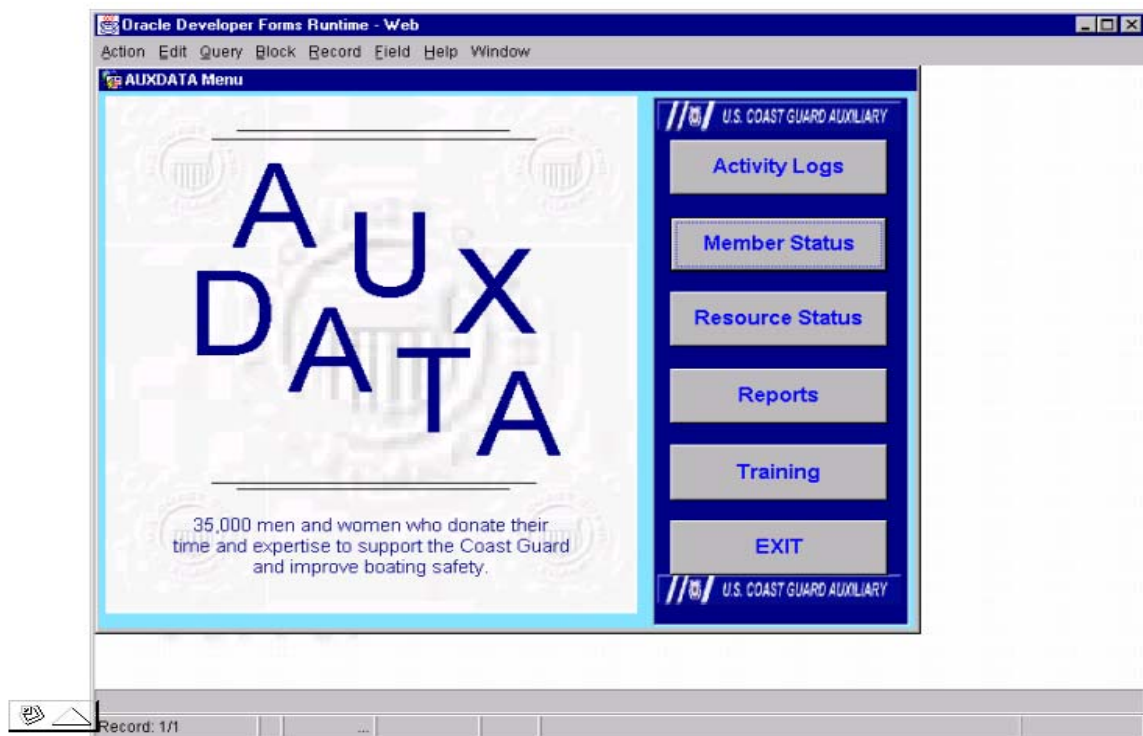 Oracle Developer Forms Runtime - Web
Action Edit Query Block Record Field Help Window
AUXDATA Menu
AUX
DATA
35,000 men and women who donate their
time and expertise to support the Coast Guard
and improve boating safety.
U.S. COAST GUARD AUXILIARY
Activity Logs
Member Status
Resource Status
Reports
Training
EXIT
U.S. COAST GUARD AUXILIARY
Record: 1/1
...